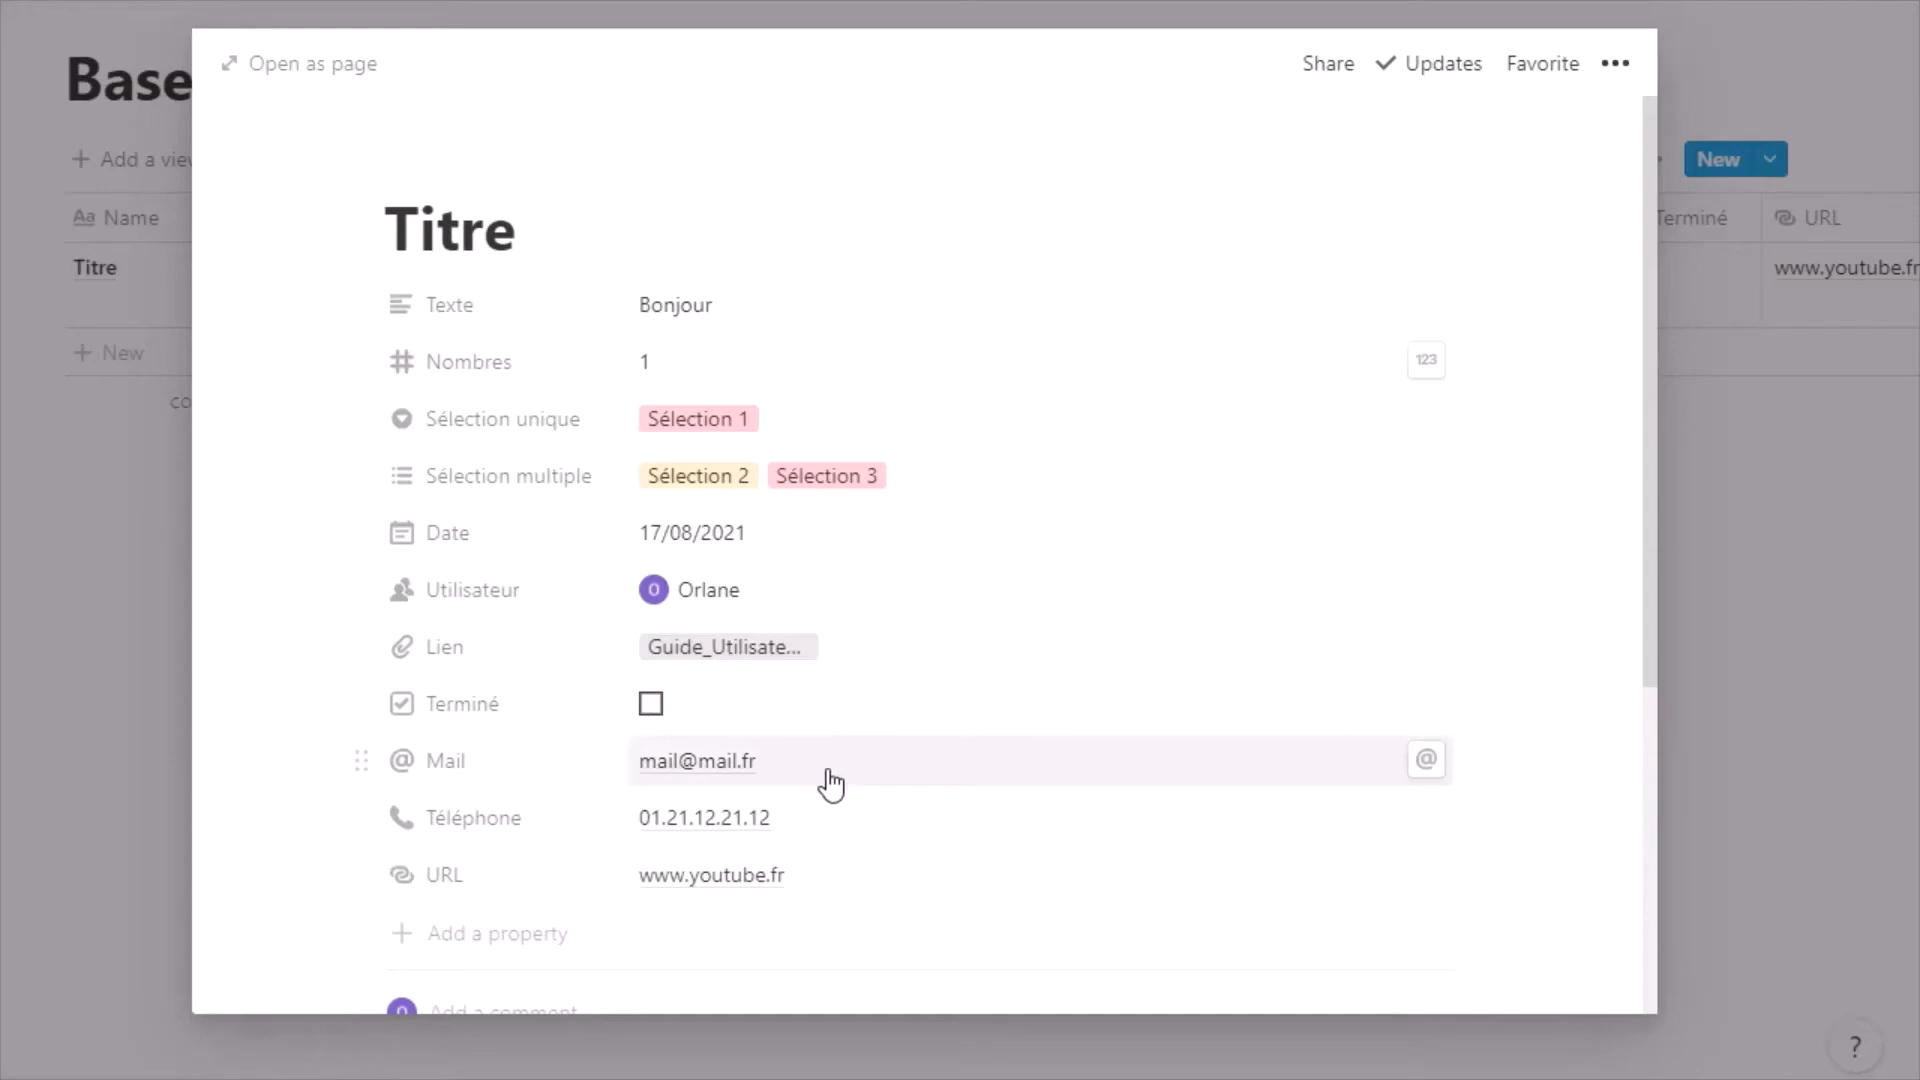 Base
Open as page
Share Updates Favorite
Add a view
New
Aa Name
Terminé
URL
Titre
Titre
www.youtube.fr
New
Texte Bonjour
Nombres 1 123
Sélection unique Sélection 1
Sélection multiple Sélection 2 Sélection 3
Date 17/08/2021
Utilisateur O Orlane
Lien Guide_Utilisate...
Terminé
@ Mail mail@mail.fr @
Téléphone 01.21.12.21.12
URL www.youtube.fr
Add a property
O Add a comment
?